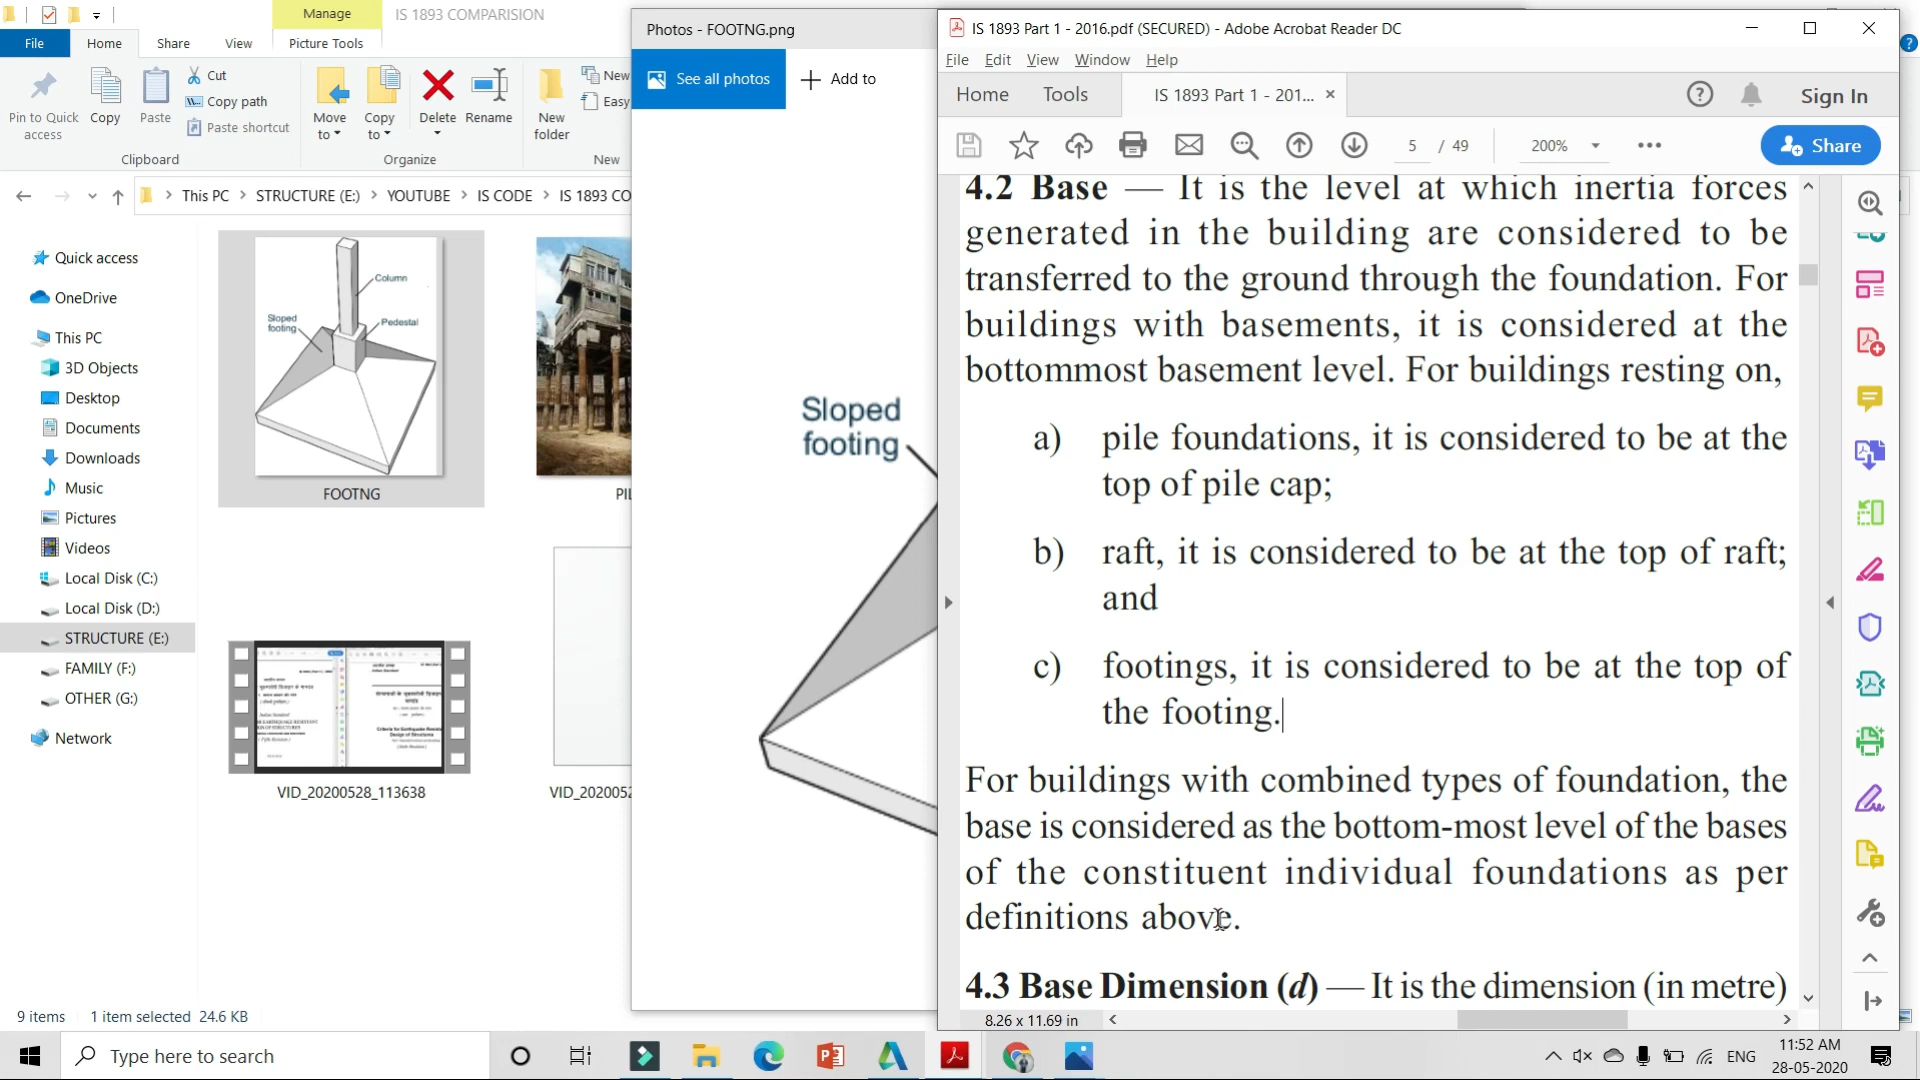 Manage
IS 1893 COMPARISION
File
Home
Share
View
Picture Tools
Pin to Quick
access
Copy
Paste
Cut
Copy path
Paste shortcut
Clipboard
Move
to
Copy
to
Delete
Rename
Organize
New
folder
New
Easy
New
This PC
STRUCTURE (E:)
YOUTUBE
IS CODE
IS 1893 CO
Quick access
OneDrive
This PC
3D Objects
Desktop
Documents
Downloads
Music
Pictures
Videos
Local Disk (C:)
Local Disk (D:)
STRUCTURE (E:)
FAMILY (F:)
OTHER (G:)
Network
Column
Sloped
footing
Pedestal
FOOTNG
PIL
VID_20200528_113638
VID_2020052
9 items
1 item selected 24.6 KB
Photos - FOOTNG.png
See all photos
Add to
Sloped
footing
IS 1893 Part 1 - 2016.pdf (SECURED) - Adobe Acrobat Reader DC
File Edit View Window Help
Home
Tools
IS 1893 Part 1 - 201... ×
Sign In
5 / 49
200%
Share
4.2 Base — It is the level at which inertia forces
generated in the building are considered to be
transferred to the ground through the foundation. For
buildings with basements, it is considered at the
bottommost basement level. For buildings resting on,
a) pile foundations, it is considered to be at the
top of pile cap;
b) raft, it is considered to be at the top of raft;
and
c) footings, it is considered to be at the top of
the footing.
For buildings with combined types of foundation, the
base is considered as the bottom-most level of the bases
of the constituent individual foundations as per
definitions above.
4.3 Base Dimension (d) — It is the dimension (in metre)
8.26 x 11.69 in
Type here to search
ENG
11:52 AM
28-05-2020